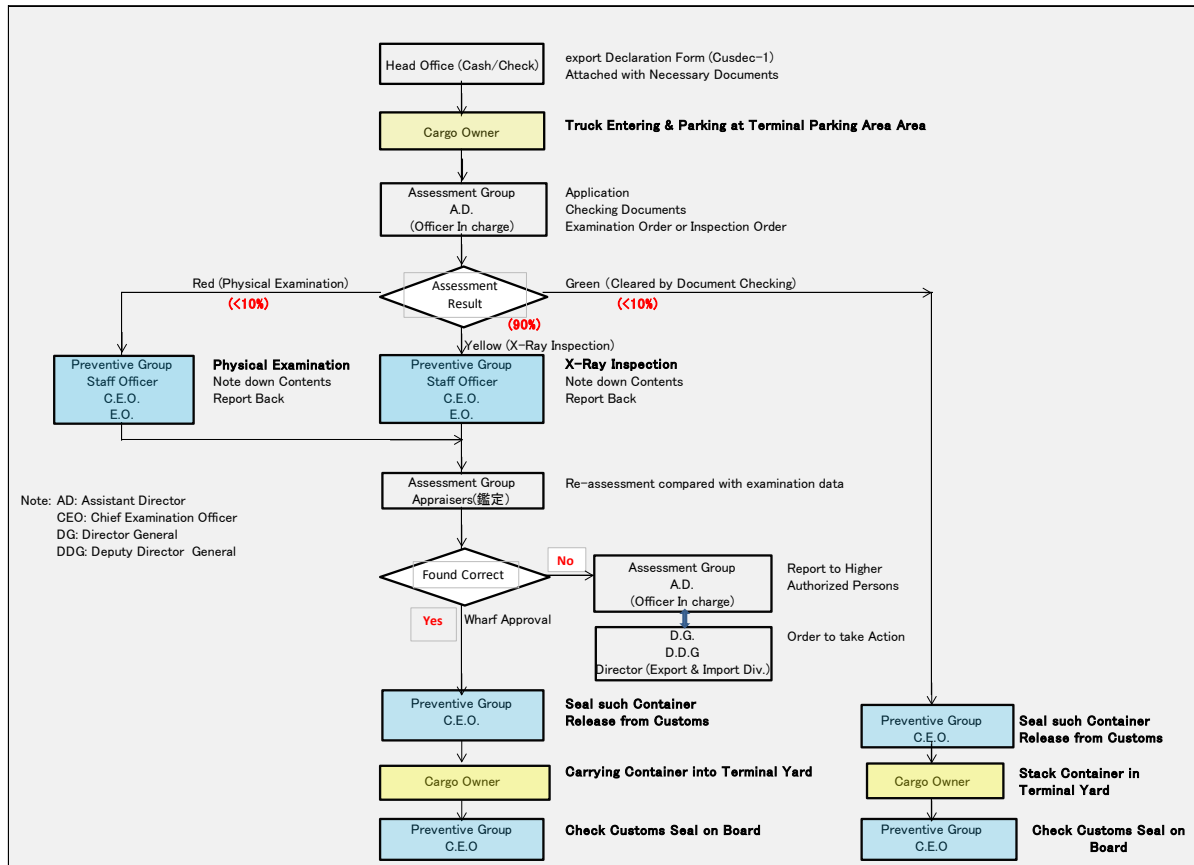 Head Office (Cash/Check)
export Declaration Form (Cusdec-1)
Attached with Necessary Documents
Cargo Owner
Truck Entering & Parking at Terminal Parking Area Area
Assessment Group
A.D.
(Officer In charge)
Application
Checking Documents
Examination Order or Inspection Order
Red (Physical Examination)
(<10%)
Assessment
Result
Green (Cleared by Document Checking)
(<10%)
(90%)
Yellow (X-Ray Inspection)
Preventive Group
Staff Officer
C.E.O.
E.O.
Physical Examination
Note down Contents
Report Back
Preventive Group
Staff Officer
C.E.O.
E.O.
X-Ray Inspection
Note down Contents
Report Back
Assessment Group
Appraisers(鑑定)
Re-assessment compared with examination data
Note: AD: Assistant Director
CEO: Chief Examination Officer
DG: Director General
DDG: Deputy Director General
Found Correct
No
Assessment Group
A.D.
(Officer In charge)
Report to Higher
Authorized Persons
Yes
Wharf Approval
D.G.
D.D.G
Director (Export & Import Div.)
Order to take Action
Preventive Group
C.E.O.
Seal such Container
Release from Customs
Preventive Group
C.E.O.
Seal such Container
Release from Customs
Cargo Owner
Carrying Container into Terminal Yard
Cargo Owner
Stack Container in
Terminal Yard
Preventive Group
C.E.O
Check Customs Seal on Board
Preventive Group
C.E.O
Check Customs Seal on
Board